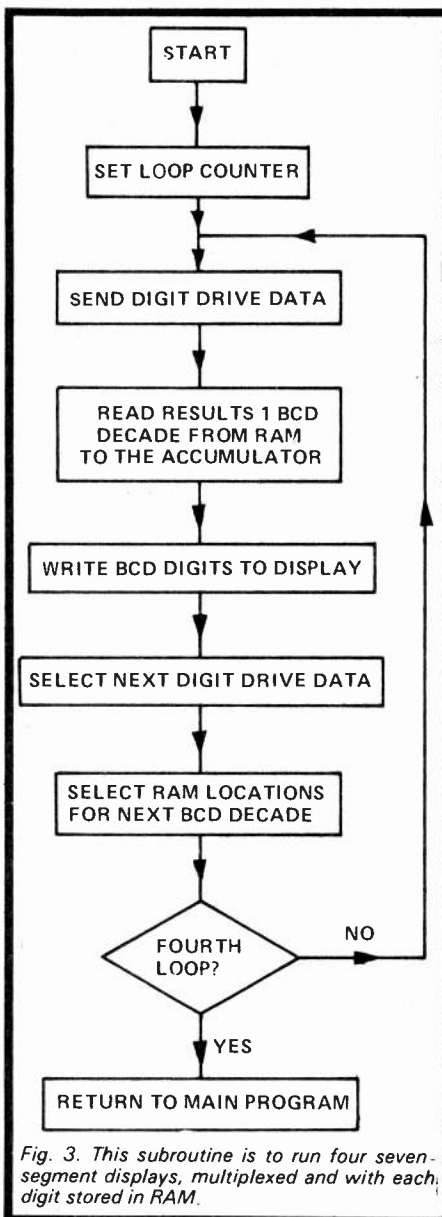 START
SET LOOP COUNTER
SEND DIGIT DRIVE DATA
READ RESULTS 1 BCD
DECADE FROM RAM
TO THE ACCUMULATOR
WRITE BCD DIGITS TO DISPLAY
SELECT NEXT DIGIT DRIVE DATA
SELECT RAM LOCATIONS
FOR NEXT BCD DECADE
FOURTH
LOOP?
NO
YES
RETURN TO MAIN PROGRAM
Fig. 3. This subroutine is to run four seven-
segment displays, multiplexed and with each
digit stored in RAM.